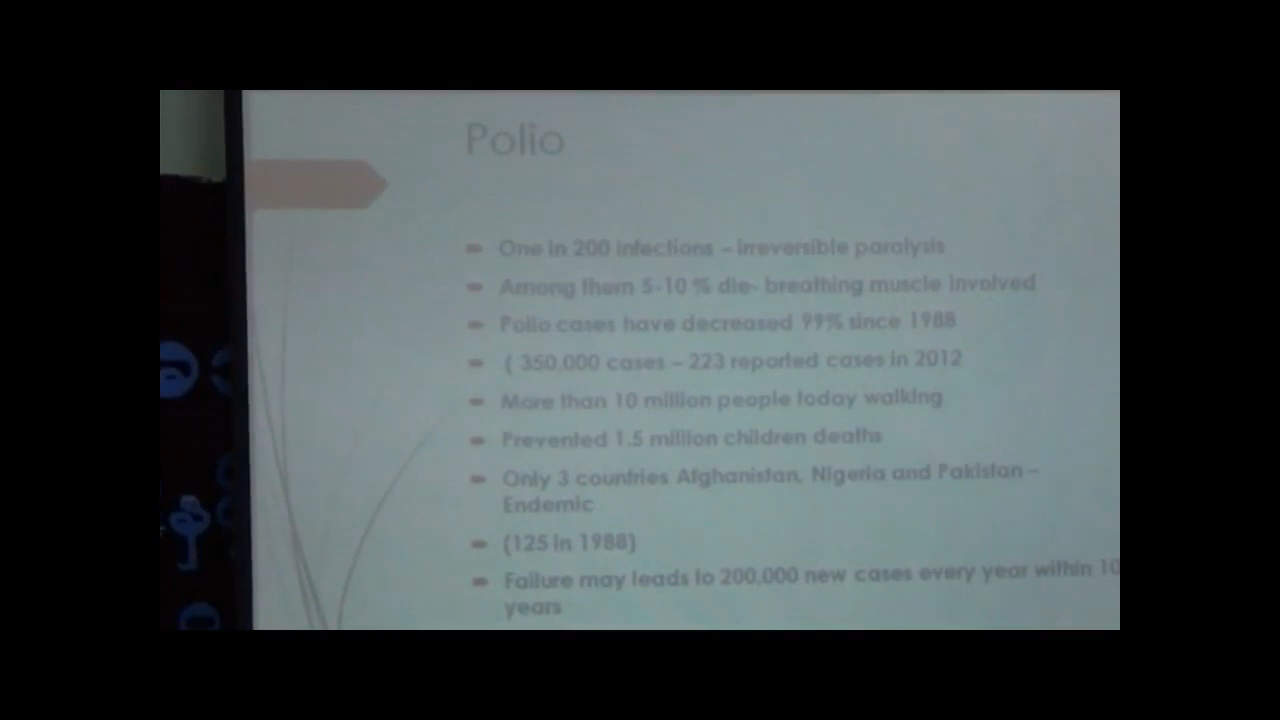 Polio
One in 200 infections – irreversible paralysis
Among them 5-10 % die- breathing muscle involved
Polio cases have decreased 99% since 1988
( 350,000 cases – 223 reported cases in 2012
More than 10 million people today walking
Prevented 1.5 million children deaths
Only 3 countries Afghanistan, Nigeria and Pakistan –
Endemic
(125 in 1988)
Failure may leads to 200,000 new cases every year within 10
years